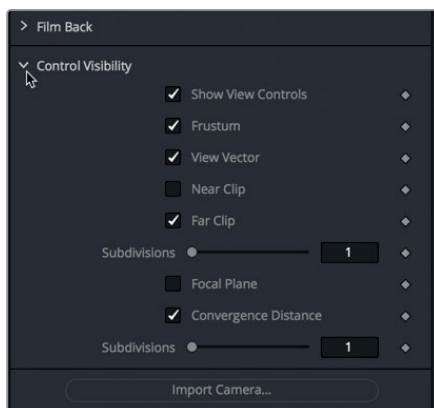 Film Back
Control Visibility
Show View Controls
Frustum
View Vector
Near Clip
Far Clip
Subdivisions 1
Focal Plane
Convergence Distance
Subdivisions 1
Import Camera...